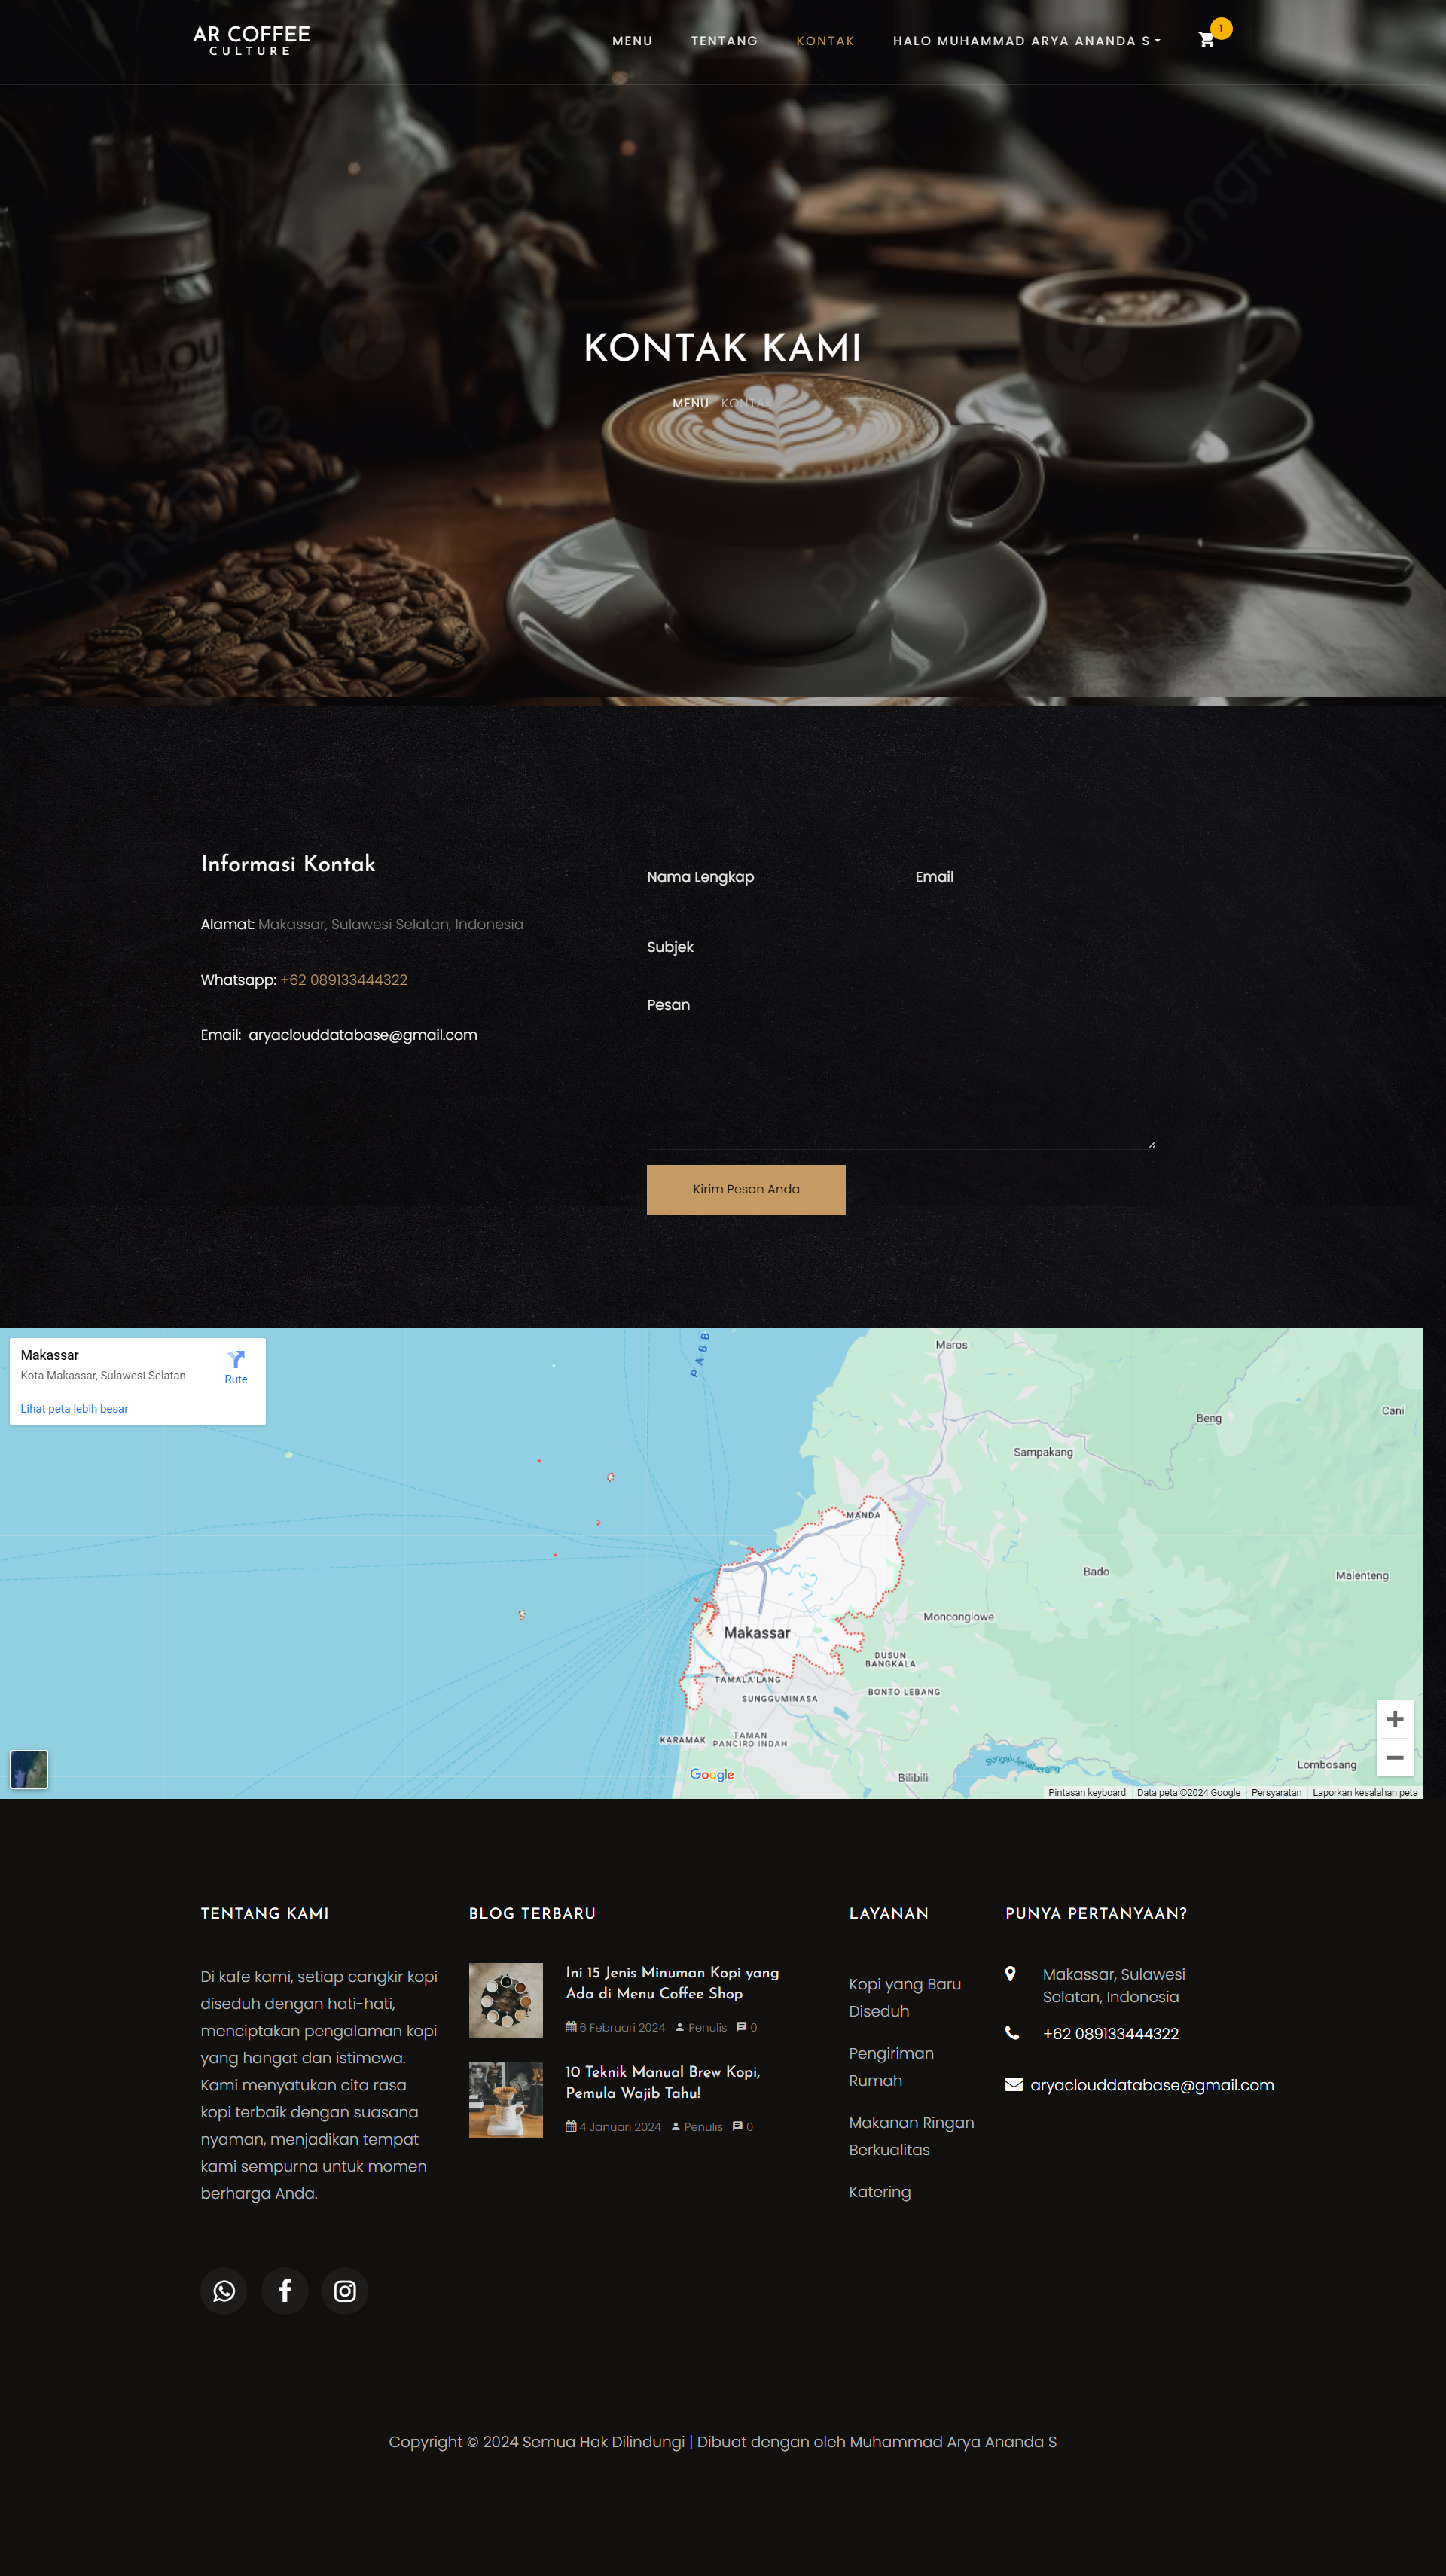 AR COFFEE
CULTURE
MENU
TENTANG
KONTAK
HALO MUHAMMAD ARYA ANANDA S
1
KONTAK KAMI
MENU KONTAK
Informasi Kontak
Alamat: Makassar, Sulawesi Selatan, Indonesia
Whatsapp: +62 089133444322
Email: aryaclouddatabase@gmail.com
Nama Lengkap
Email
Subjek
Pesan
Kirim Pesan Anda
Makassar
Kota Makassar, Sulawesi Selatan
Rute
Lihat peta lebih besar
PABB
Maros
Cani
Beng
Sampakang
MANDA
Bado
Malenteng
Monconglowe
Makassar
DUSUN
BANGKALA
TAMALA'LANG
BONTO LEBANG
SUNGGUMINASA
TAMAN
PANCIRO INDAH
KARAMAK
Sungai Jeneberang
Lombosang
Bilibili
Google
Pintasan keyboard
Data peta ©2024 Google
Persyaratan
Laporkan kesalahan peta
TENTANG KAMI
Di kafe kami, setiap cangkir kopi
diseduh dengan hati-hati,
menciptakan pengalaman kopi
yang hangat dan istimewa.
Kami menyatukan cita rasa
kopi terbaik dengan suasana
nyaman, menjadikan tempat
kami sempurna untuk momen
berharga Anda.
BLOG TERBARU
Ini 15 Jenis Minuman Kopi yang
Ada di Menu Coffee Shop
6 Februari 2024 Penulis 0
10 Teknik Manual Brew Kopi,
Pemula Wajib Tahu!
4 Januari 2024 Penulis 0
LAYANAN
Kopi yang Baru
Diseduh
Pengiriman
Rumah
Makanan Ringan
Berkualitas
Katering
PUNYA PERTANYAAN?
Makassar, Sulawesi
Selatan, Indonesia
+62 089133444322
aryaclouddatabase@gmail.com
Copyright © 2024 Semua Hak Dilindungi | Dibuat dengan oleh Muhammad Arya Ananda S